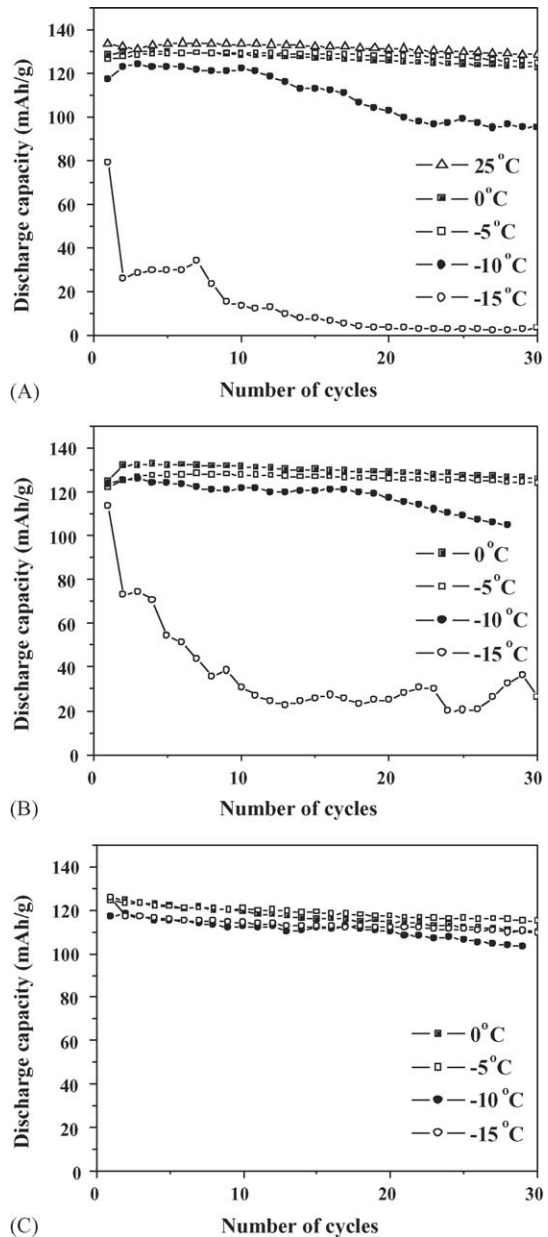 140
120
100
80
60
40
20
0
Discharge capacity (mAh/g)
25°C
0°C
-5°C
-10°C
-15°C
0 10 20 30
(A) Number of cycles
140
120
100
80
60
40
20
0
Discharge capacity (mAh/g)
0°C
-5°C
-10°C
-15°C
0 10 20 30
(B) Number of cycles
140
120
100
80
60
40
20
0
Discharge capacity (mAh/g)
0°C
-5°C
-10°C
-15°C
0 10 20 30
(C) Number of cycles